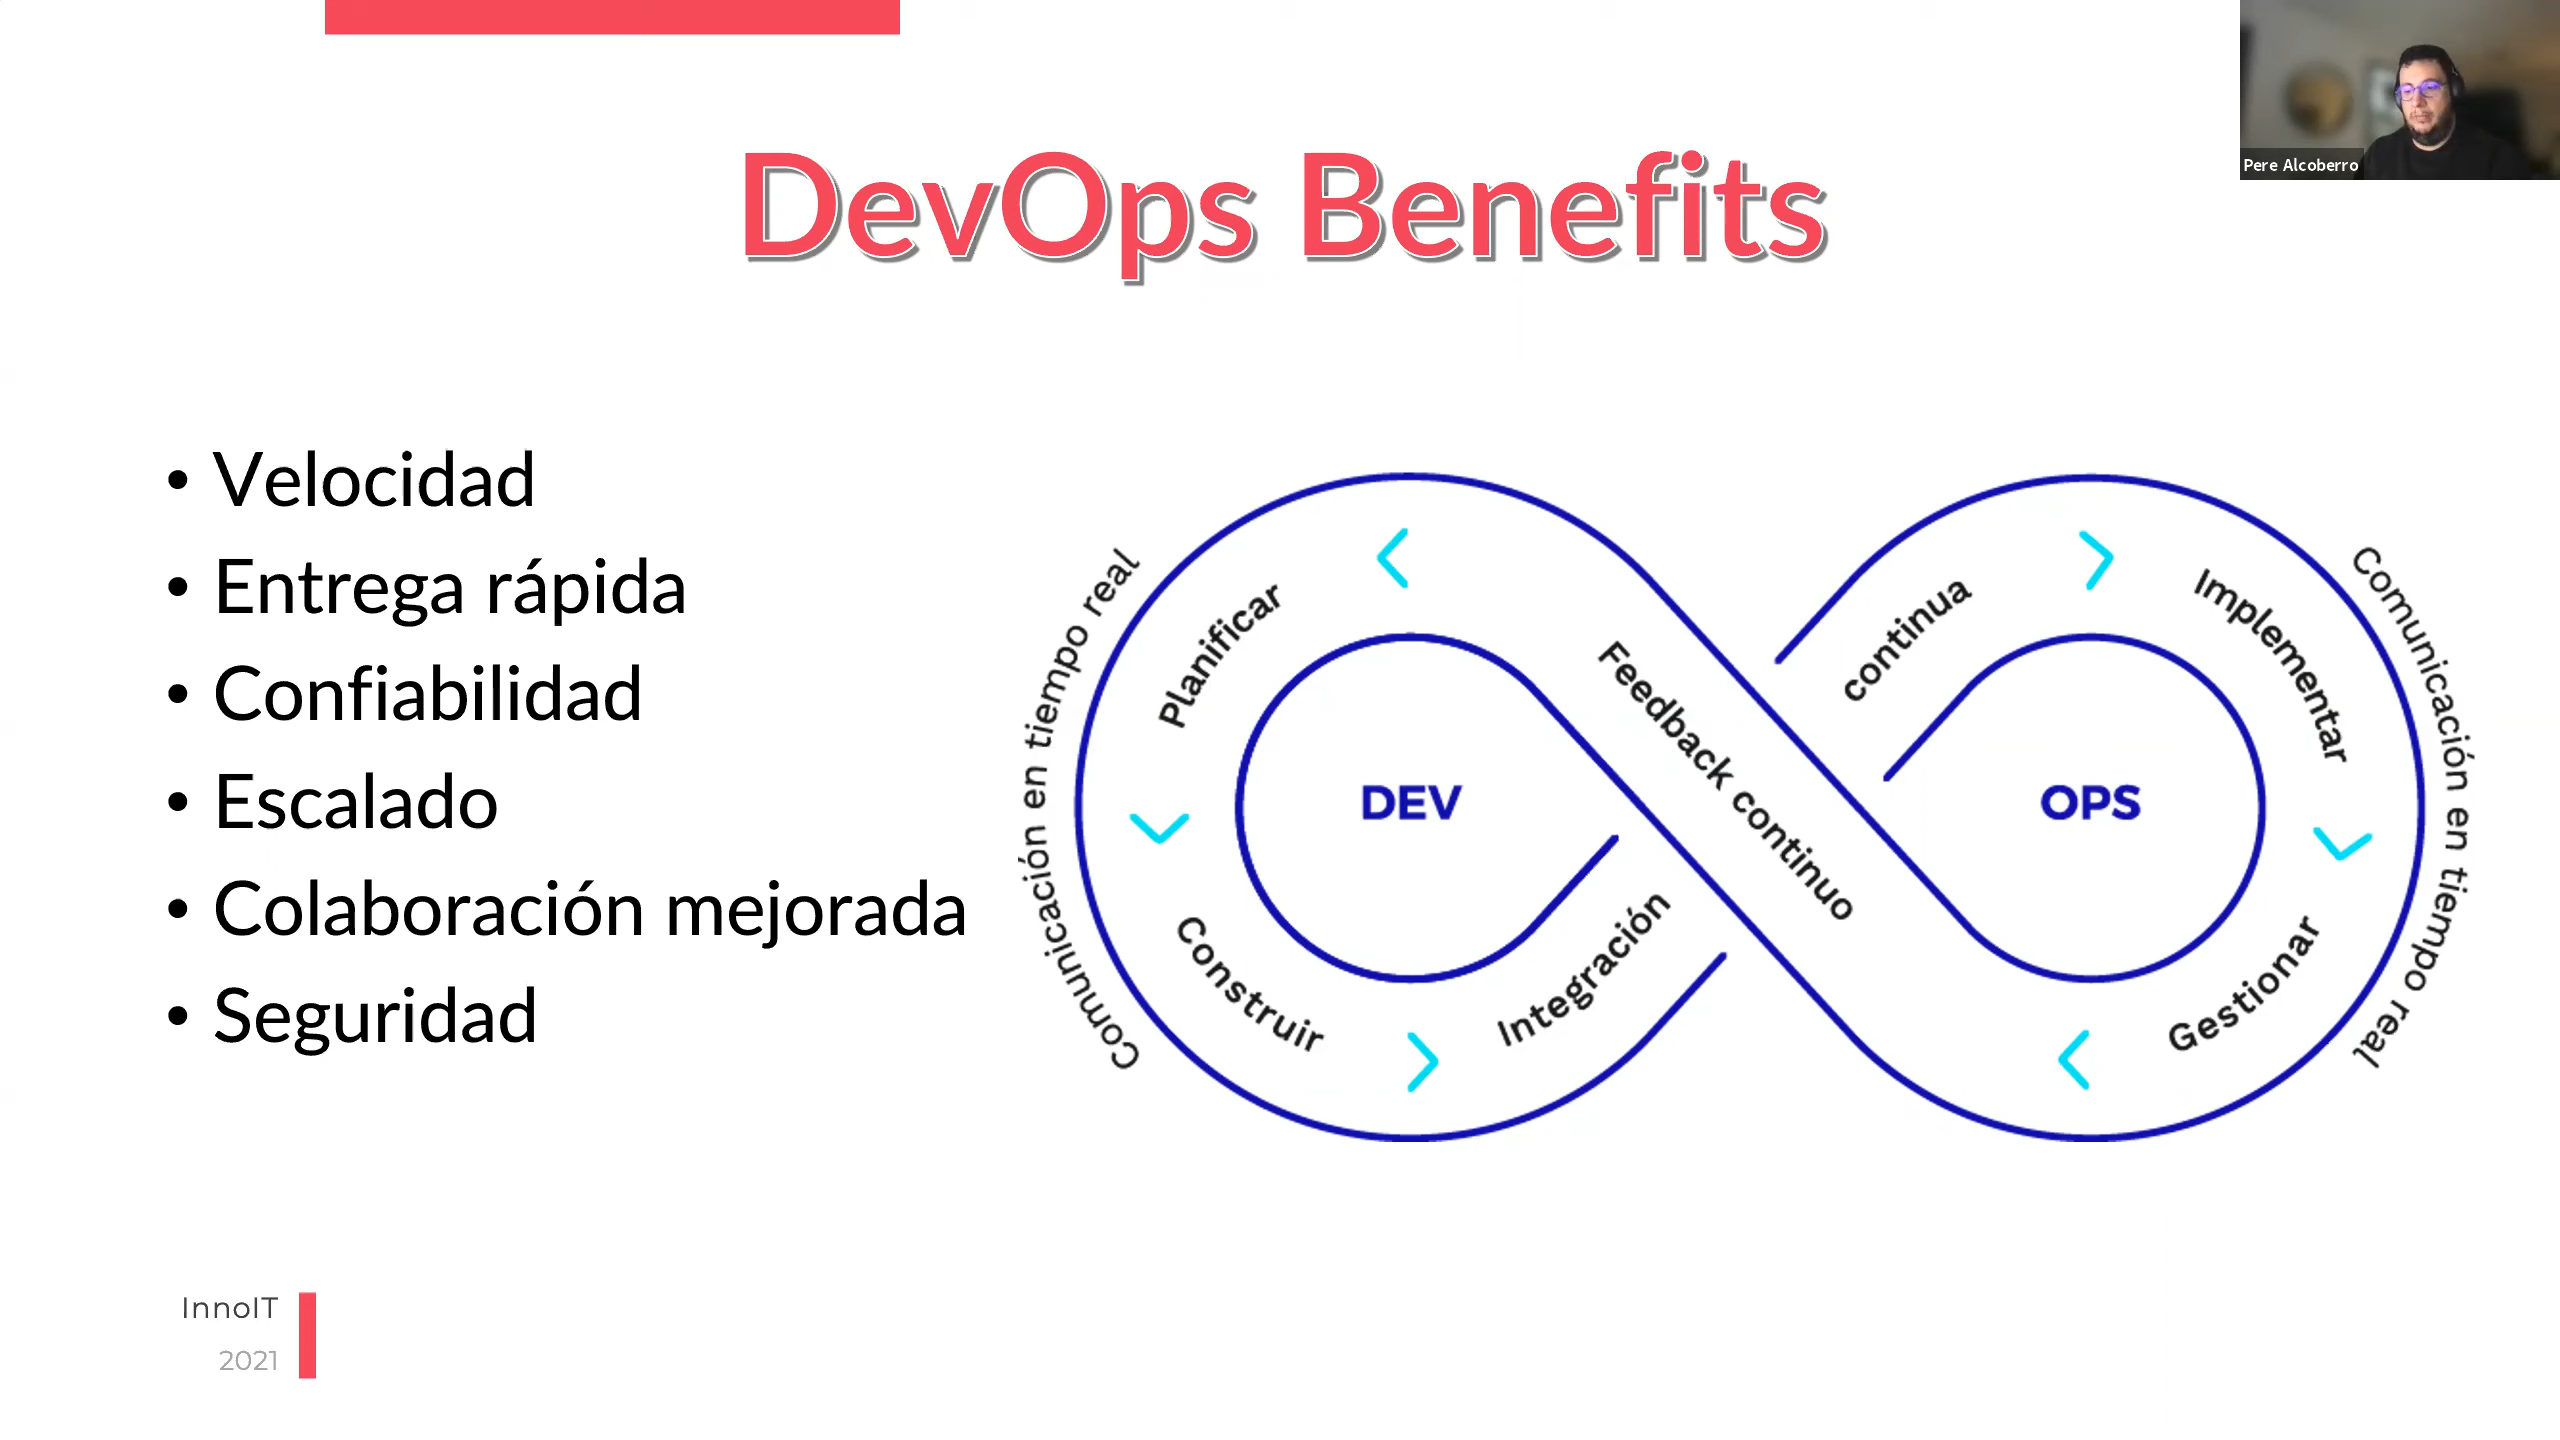 Pere Alcoberro
DevOps Benefits
• Velocidad
• Entrega rápida
• Confiabilidad
• Escalado
• Colaboración mejorada
• Seguridad
Comunicación en tiempo real
Planificar
DEV
Construir
Integración
continua
Feedback continuo
Implementar
OPS
Gestionar
Comunicación en tiempo real
InnoIT
2021